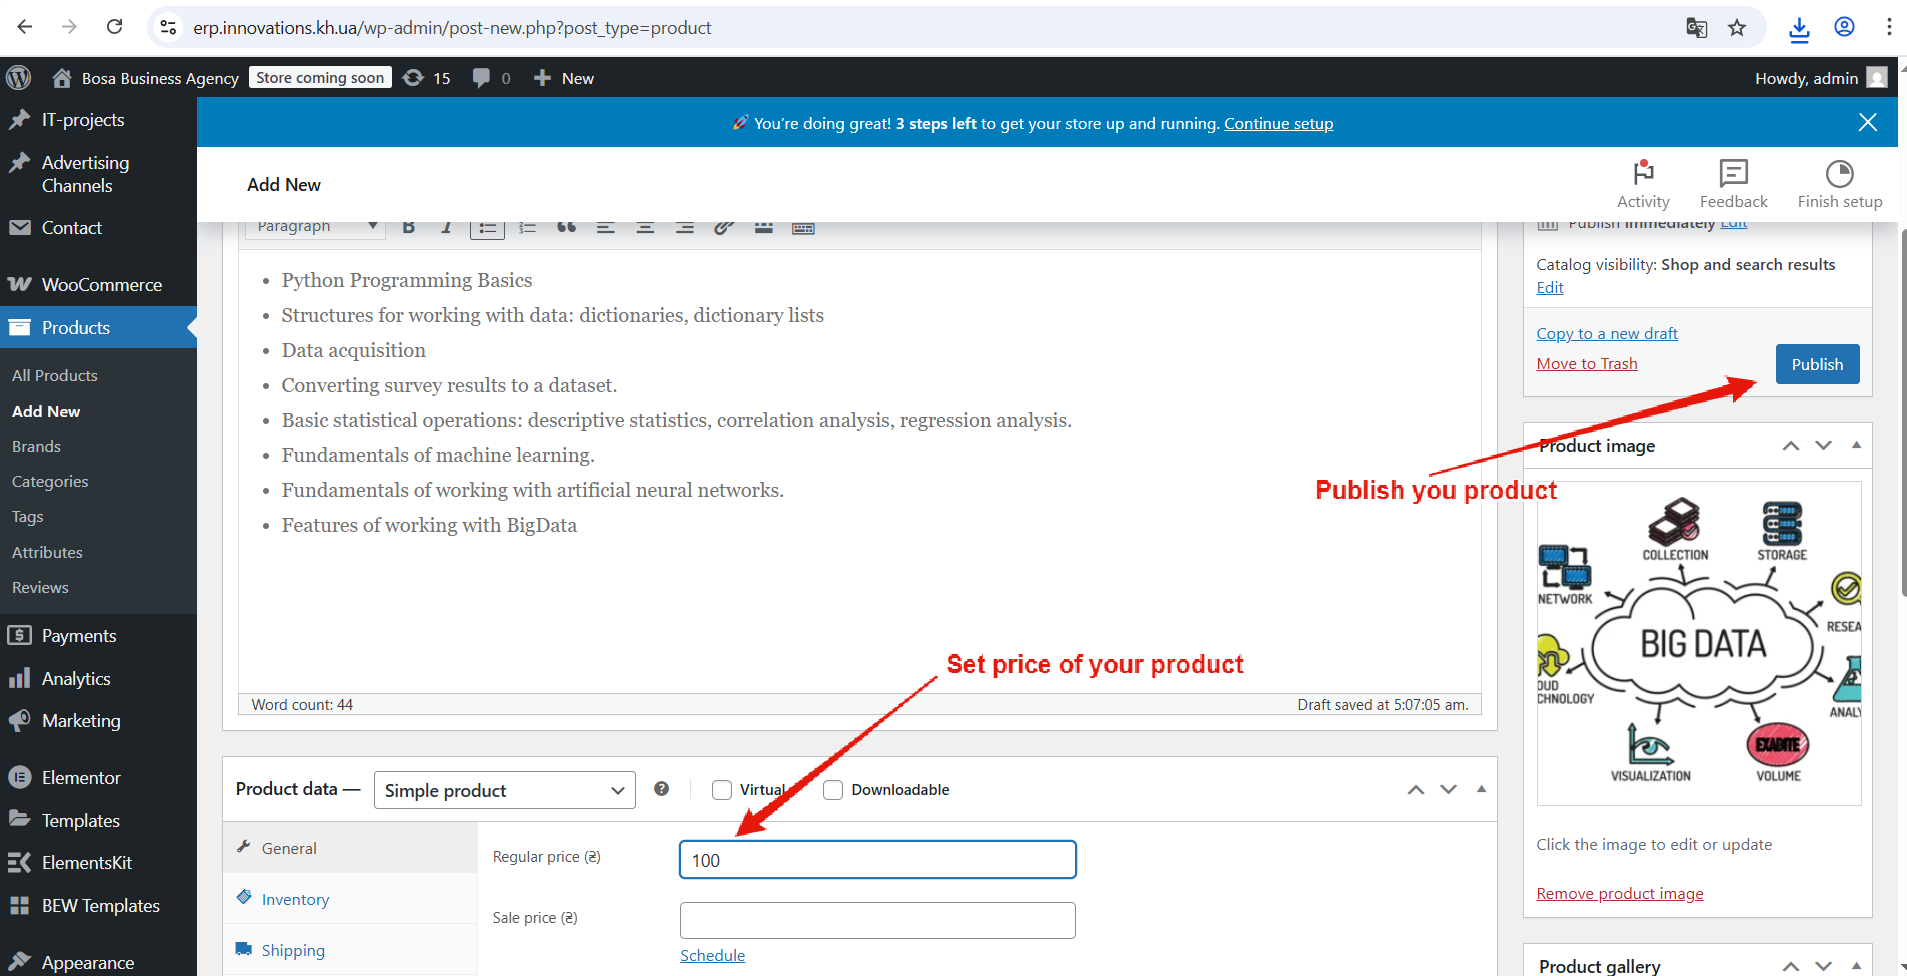 erp.innovations.kh.ua/wp-admin/post-new.php?post_type=product
Bosa Business Agency
Store coming soon
15
0
New
Howdy, admin
IT-projects
Advertising
Channels
Contact
WooCommerce
Products
All Products
Add New
Brands
Categories
Tags
Attributes
Reviews
Payments
Analytics
Marketing
Elementor
Templates
ElementsKit
BEW Templates
Appearance
🚀 You’re doing great! 3 steps left to get your store up and running. Continue setup
Add New
Activity
Feedback
Finish setup
Paragraph
Python Programming Basics
Structures for working with data: dictionaries, dictionary lists
Data acquisition
Converting survey results to a dataset.
Basic statistical operations: descriptive statistics, correlation analysis, regression analysis.
Fundamentals of machine learning.
Fundamentals of working with artificial neural networks.
Features of working with BigData
Word count: 44
Draft saved at 5:07:05 am.
Set price of your product
Product data —
Simple product
Virtual
Downloadable
General
Inventory
Shipping
Regular price (₴)
100
Sale price (₴)
Schedule
Publish immediately Edit
Catalog visibility: Shop and search results
Edit
Copy to a new draft
Move to Trash
Publish
Publish you product
Product image
COLLECTION
STORAGE
NETWORK
RESEA
BIG DATA
OUD
CHNOLOGY
ANALY
EXABITE
VISUALIZATION
VOLUME
Click the image to edit or update
Remove product image
Product gallery